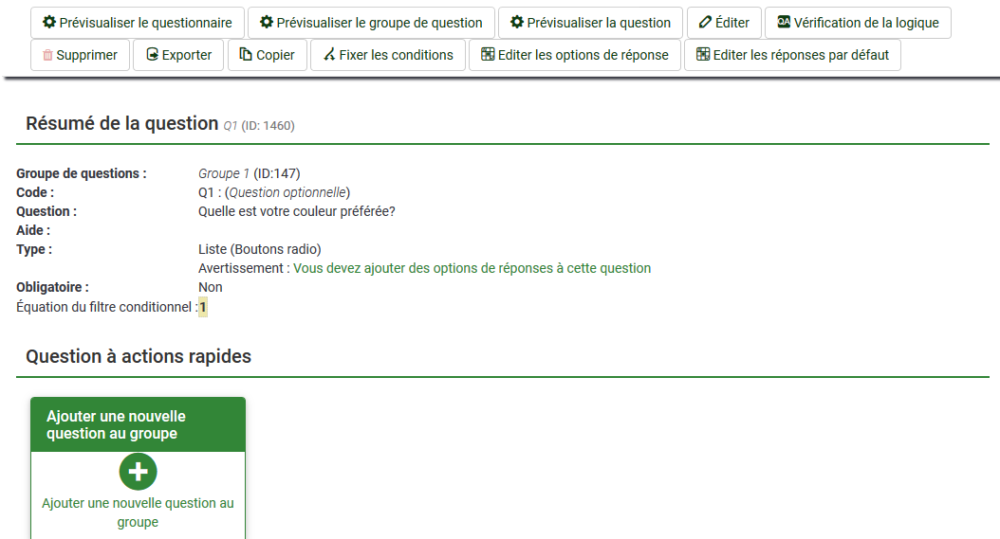 Prévisualiser le questionnaire Prévisualiser le groupe de question Prévisualiser la question Éditer QA Vérification de la logique
Supprimer Exporter Copier Fixer les conditions Editer les options de réponse Editer les réponses par défaut
Résumé de la question Q1 (ID: 1460)
Groupe de questions : Groupe 1 (ID:147)
Code : Q1 : (Question optionnelle)
Question : Quelle est votre couleur préférée?
Aide :
Type : Liste (Boutons radio)
Avertissement : Vous devez ajouter des options de réponses à cette question
Obligatoire : Non
Équation du filtre conditionnel :1
Question à actions rapides
Ajouter une nouvelle
question au groupe
Ajouter une nouvelle question au
groupe